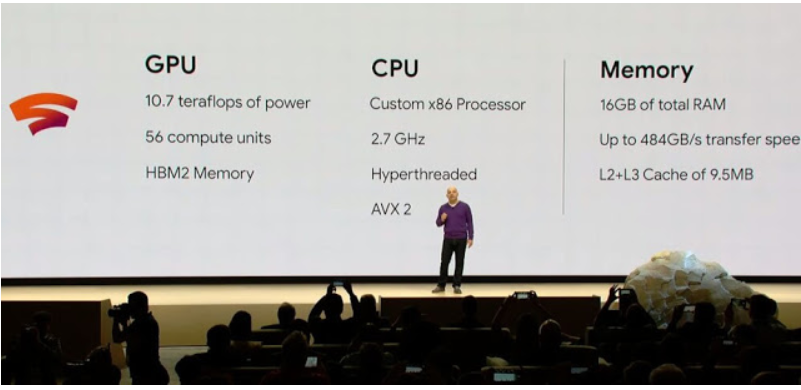 GPU
10.7 teraflops of power
56 compute units
HBM2 Memory
CPU
Custom x86 Processor
2.7 GHz
Hyperthreaded
AVX 2
Memory
16GB of total RAM
Up to 484GB/s transfer spee
L2+L3 Cache of 9.5MB